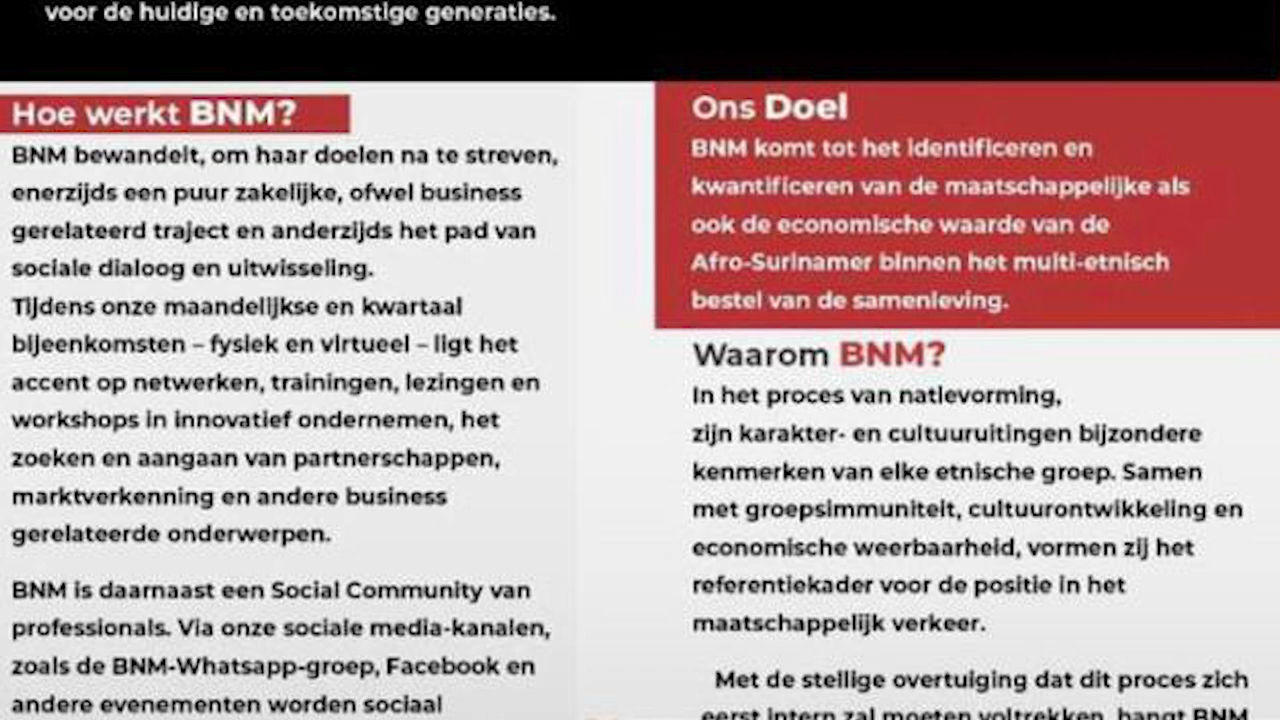 voor de huidige en toekomstige generaties.
Hoe werkt BNM?
BNM bewandelt, om haar doelen na te streven,
enerzijds een puur zakelijke, ofwel business
gerelateerd traject en anderzijds het pad van
sociale dialoog en uitwisseling.
Tijdens onze maandelijkse en kwartaal
bijeenkomsten – fysiek en virtueel – ligt het
accent op netwerken, trainingen, lezingen en
workshops in innovatief ondernemen, het
zoeken en aangaan van partnerschappen,
marktverkenning en andere business
gerelateerde onderwerpen.
BNM is daarnaast een Social Community van
professionals. Via onze sociale media-kanalen,
zoals de BNM-Whatsapp-groep, Facebook en
andere evenementen worden sociaal
Ons Doel
BNM komt tot het identificeren en
kwantificeren van de maatschappelijke als
ook de economische waarde van de
Afro-Surinamer binnen het multi-etnisch
bestel van de samenleving.
Waarom BNM?
In het proces van natievorming,
zijn karakter- en cultuuruitingen bijzondere
kenmerken van elke etnische groep. Samen
met groepsimmuniteit, cultuurontwikkeling en
economische weerbaarheid, vormen zij het
referentiekader voor de positie in het
maatschappelijk verkeer.
Met de stellige overtuiging dat dit proces zich
eerst intern zal moeten voltrekken, hangt BNM